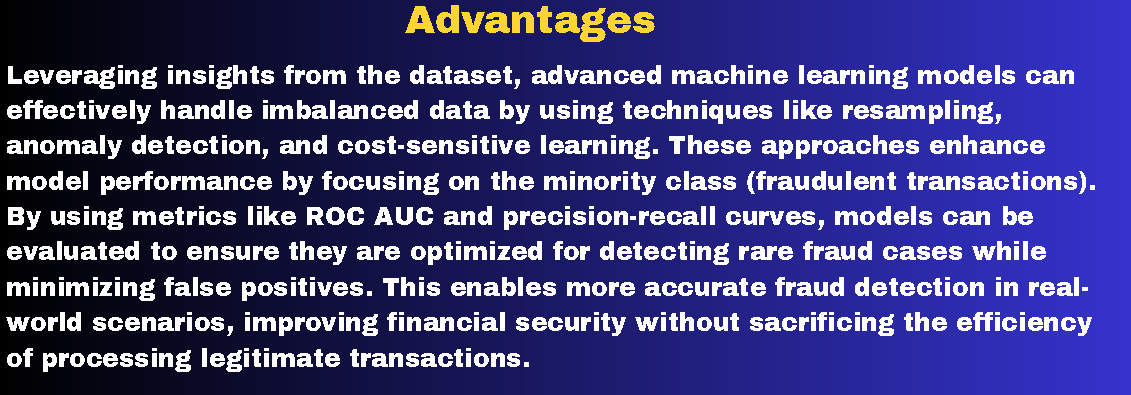 Advantages
Leveraging insights from the dataset, advanced machine learning models can
effectively handle imbalanced data by using techniques like resampling,
anomaly detection, and cost-sensitive learning. These approaches enhance
model performance by focusing on the minority class (fraudulent transactions).
By using metrics like ROC AUC and precision-recall curves, models can be
evaluated to ensure they are optimized for detecting rare fraud cases while
minimizing false positives. This enables more accurate fraud detection in real-
world scenarios, improving financial security without sacrificing the efficiency
of processing legitimate transactions.